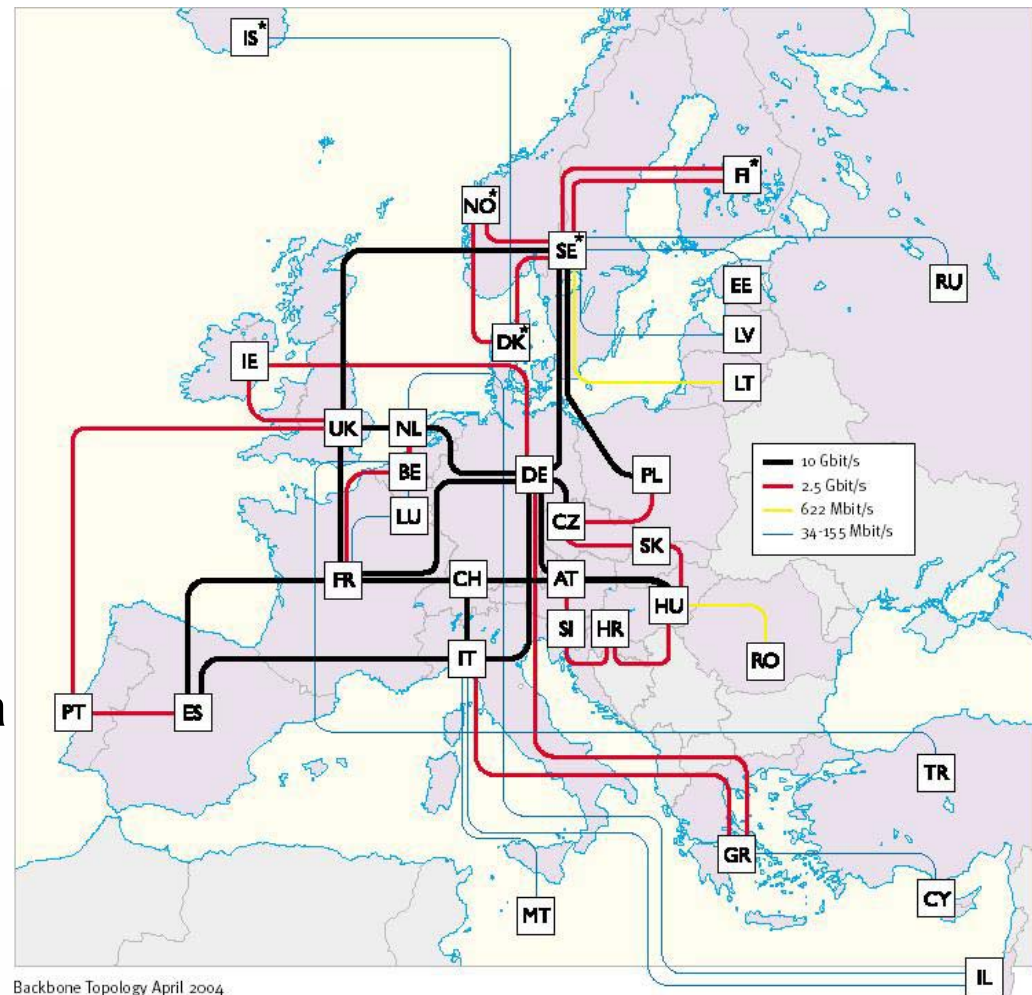 IS*
FI*
NO*
SE*
EE
RU
DK*
LV
IE
LT
UK
NL
BE
DE
PL
10 Gbit/s
2.5 Gbit/s
622 Mbit/s
34-155 Mbit/s
LU
CZ
SK
FR
CH
AT
HU
SI
HR
IT
RO
PT
ES
TR
GR
CY
MT
IL
Backbone Topology April 2004